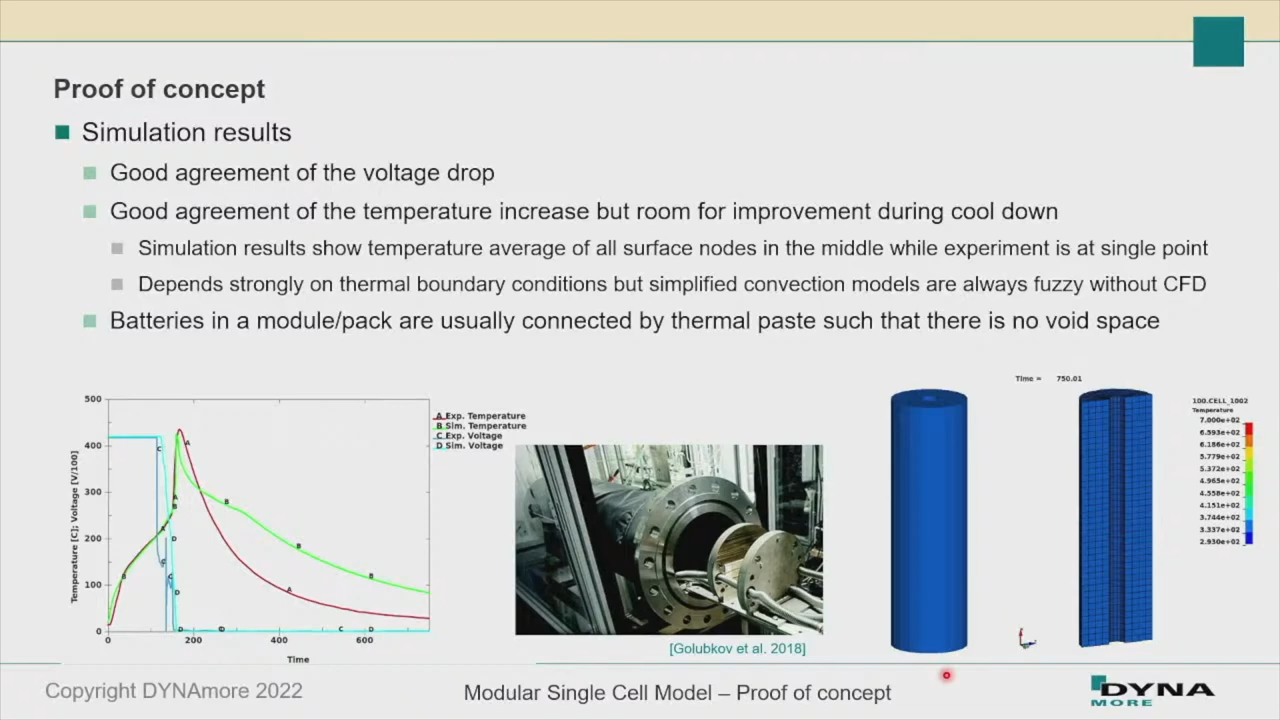 Proof of concept
Simulation results
Good agreement of the voltage drop
Good agreement of the temperature increase but room for improvement during cool down
Simulation results show temperature average of all surface nodes in the middle while experiment is at single point
Depends strongly on thermal boundary conditions but simplified convection models are always fuzzy without CFD
Batteries in a module/pack are usually connected by thermal paste such that there is no void space
500
400
300
200
100
0
Temperature [C]; Voltage [V/100]
0
200
400
600
Time
A Exp. Temperature
B Sim. Temperature
C Exp. Voltage
D Sim. Voltage
[Golubkov et al. 2018]
Time = 750.01
100.CELL_1002
Temperature
7.000e+02
6.593e+02
6.186e+02
5.779e+02
5.372e+02
4.965e+02
4.558e+02
4.151e+02
3.744e+02
3.337e+02
2.930e+02
Copyright DYNAmore 2022
Modular Single Cell Model – Proof of concept
DYNA
MORE